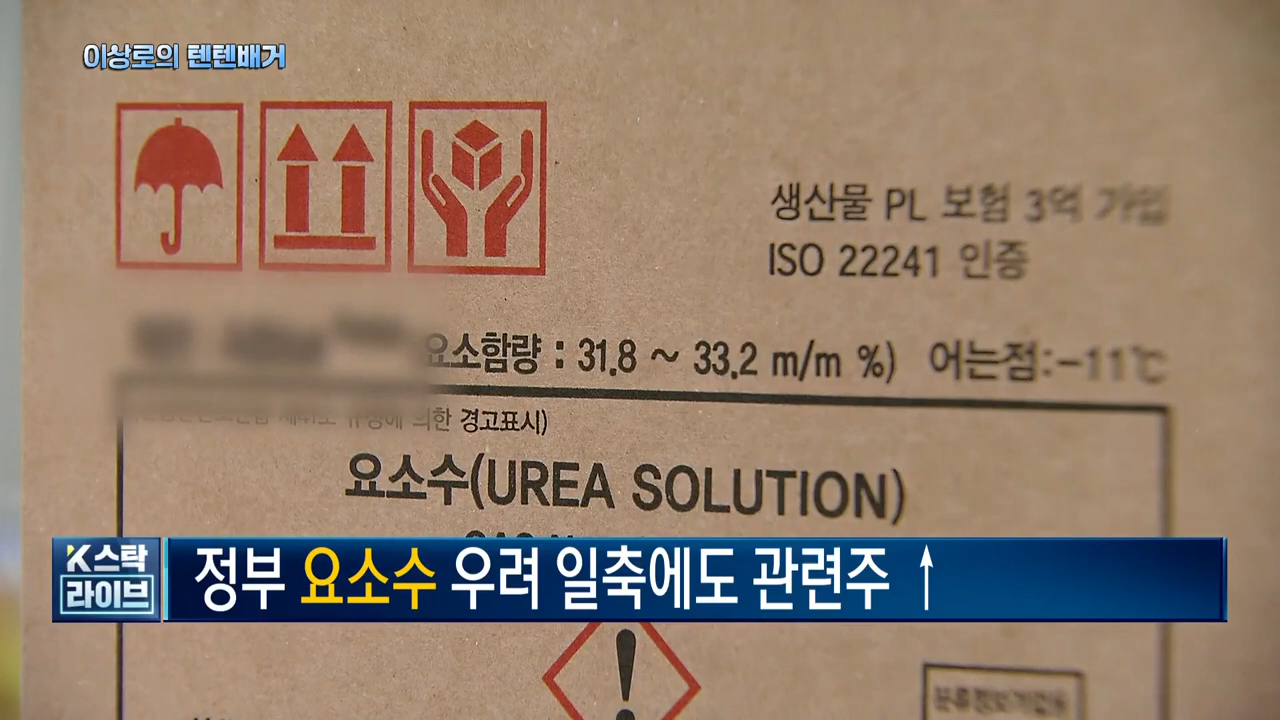 이상로의 텐텐배거
생산물 PL 보험 3억 가입
ISO 22241 인증
요소함량 : 31.8 ~ 33.2 m/m %) 어는점:-11℃
의한 경고표시)
요소수(UREA SOLUTION)
K스탁
라이브
정부 요소수 우려 일축에도 관련주 ↑